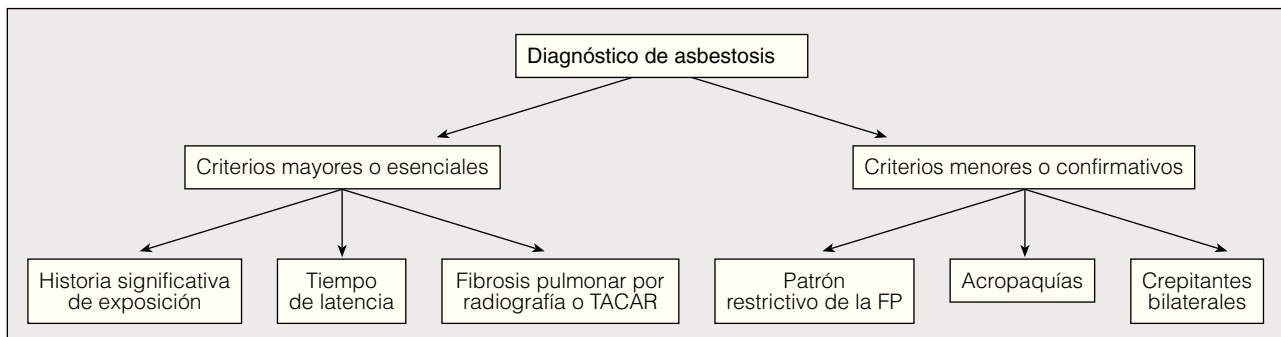 Diagnóstico de asbestosis
Criterios mayores o esenciales
Criterios menores o confirmativos
Historia significativa
de exposición
Tiempo
de latencia
Fibrosis pulmonar por
radiografía o TACAR
Patrón
restrictivo de la FP
Acropaquías
Crepitantes
bilaterales